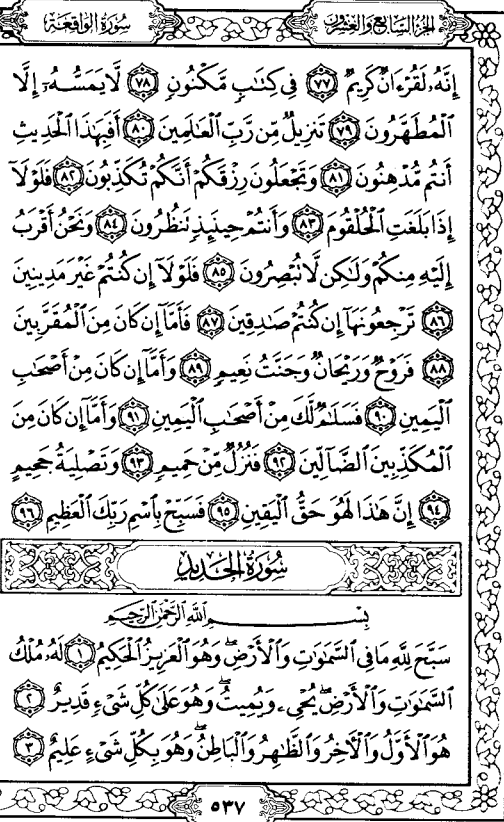 الجزء السابع والعشرون
سُورَةُ الوَاقِعَةِ
إِنَّهُۥ لَقُرۡءَانٞ كَرِيمٞ ٧٧ فِي كِتَٰبٖ مَّكۡنُونٖ ٧٨ لَّا يَمَسُّهُۥٓ إِلَّا
ٱلۡمُطَهَّرُونَ ٧٩ تَنزِيلٞ مِّن رَّبِّ ٱلۡعَٰلَمِينَ ٨٠ أَفَبِهَٰذَا ٱلۡحَدِيثِ
أَنتُم مُّدۡهِنُونَ ٨١ وَتَجۡعَلُونَ رِزۡقَكُمۡ أَنَّكُمۡ تُكَذِّبُونَ ٨٢ فَلَوۡلَآ
إِذَا بَلَغَتِ ٱلۡحُلۡقُومَ ٨٣ وَأَنتُمۡ حِينَئِذٖ تَنظُرُونَ ٨٤ وَنَحۡنُ أَقۡرَبُ
إِلَيۡهِ مِنكُمۡ وَلَٰكِن لَّا تُبۡصِرُونَ ٨٥ فَلَوۡلَآ إِن كُنتُمۡ غَيۡرَ مَدِينِينَ
٨٦ تَرۡجِعُونَهَآ إِن كُنتُمۡ صَٰدِقِينَ ٨٧ فَأَمَّآ إِن كَانَ مِنَ ٱلۡمُقَرَّبِينَ
٨٨ فَرَوۡحٞ وَرَيۡحَانٞ وَجَنَّتُ نَعِيمٖ ٨٩ وَأَمَّآ إِن كَانَ مِنۡ أَصۡحَٰبِ
ٱلۡيَمِينِ ٩٠ فَسَلَٰمٞ لَّكَ مِنۡ أَصۡحَٰبِ ٱلۡيَمِينِ ٩١ وَأَمَّآ إِن كَانَ مِنَ
ٱلۡمُكَذِّبِينَ ٱلضَّآلِّينَ ٩٢ فَنُزُلٞ مِّنۡ حَمِيمٖ ٩٣ وَتَصۡلِيَةُ جَحِيمٍ
٩٤ إِنَّ هَٰذَا لَهُوَ حَقُّ ٱلۡيَقِينِ ٩٥ فَسَبِّحۡ بِٱسۡمِ رَبِّكَ ٱلۡعَظِيمِ ٩٦
سُورَةُ الحَدِيدِ
بِسۡمِ ٱللَّهِ ٱلرَّحۡمَٰنِ ٱلرَّحِيمِ
سَبَّحَ لِلَّهِ مَا فِي ٱلسَّمَٰوَٰتِ وَٱلۡأَرۡضِۖ وَهُوَ ٱلۡعَزِيزُ ٱلۡحَكِيمُ ١ لَهُۥ مُلۡكُ
ٱلسَّمَٰوَٰتِ وَٱلۡأَرۡضِۖ يُحۡيِۦ وَيُمِيتُۖ وَهُوَ عَلَىٰ كُلِّ شَيۡءٖ قَدِيرٌ ٢
هُوَ ٱلۡأَوَّلُ وَٱلۡأٓخِرُ وَٱلظَّٰهِرُ وَٱلۡبَاطِنُۖ وَهُوَ بِكُلِّ شَيۡءٍ عَلِيمٌ ٣
٥٣٧